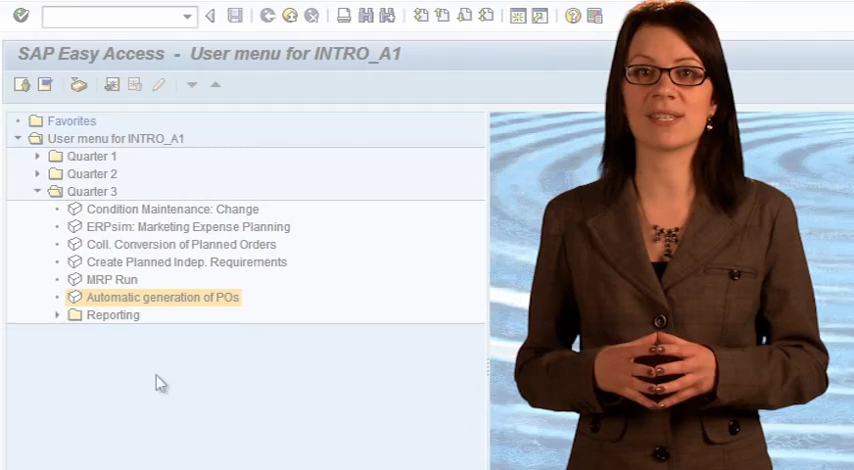 SAP Easy Access - User menu for INTRO_A1
Favorites
User menu for INTRO_A1
Quarter 1
Quarter 2
Quarter 3
Condition Maintenance: Change
ERPsim: Marketing Expense Planning
Coll. Conversion of Planned Orders
Create Planned Indep. Requirements
MRP Run
Automatic generation of POs
Reporting